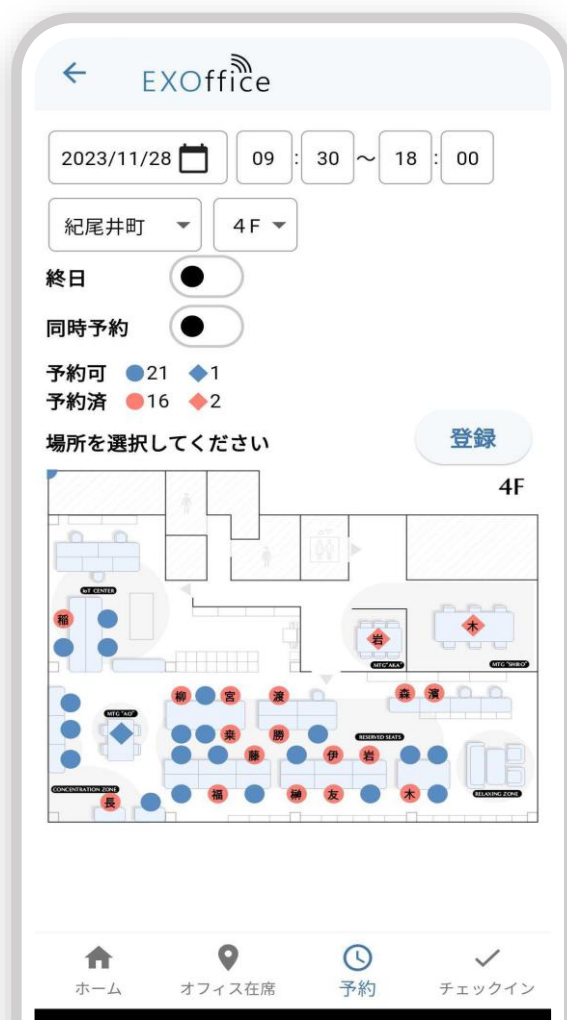 EXOffice
2023/11/28 09 : 30 ～ 18 : 00
紀尾井町 4F
終日
同時予約
予約可 21 1
予約済 16 2
場所を選択してください 登録
4F
IoT CENTER
稲 岩 木
MTG"AKA" MTG "SHIRO"
柳 宮 渡 森 濱
MTG "AO"
桒 勝
RESERVED SEATS
藤 伊 岩
CONCENTRATION ZONE
福 榊 友 木 RELAXING ZONE
長
ホーム オフィス在席 予約 チェックイン